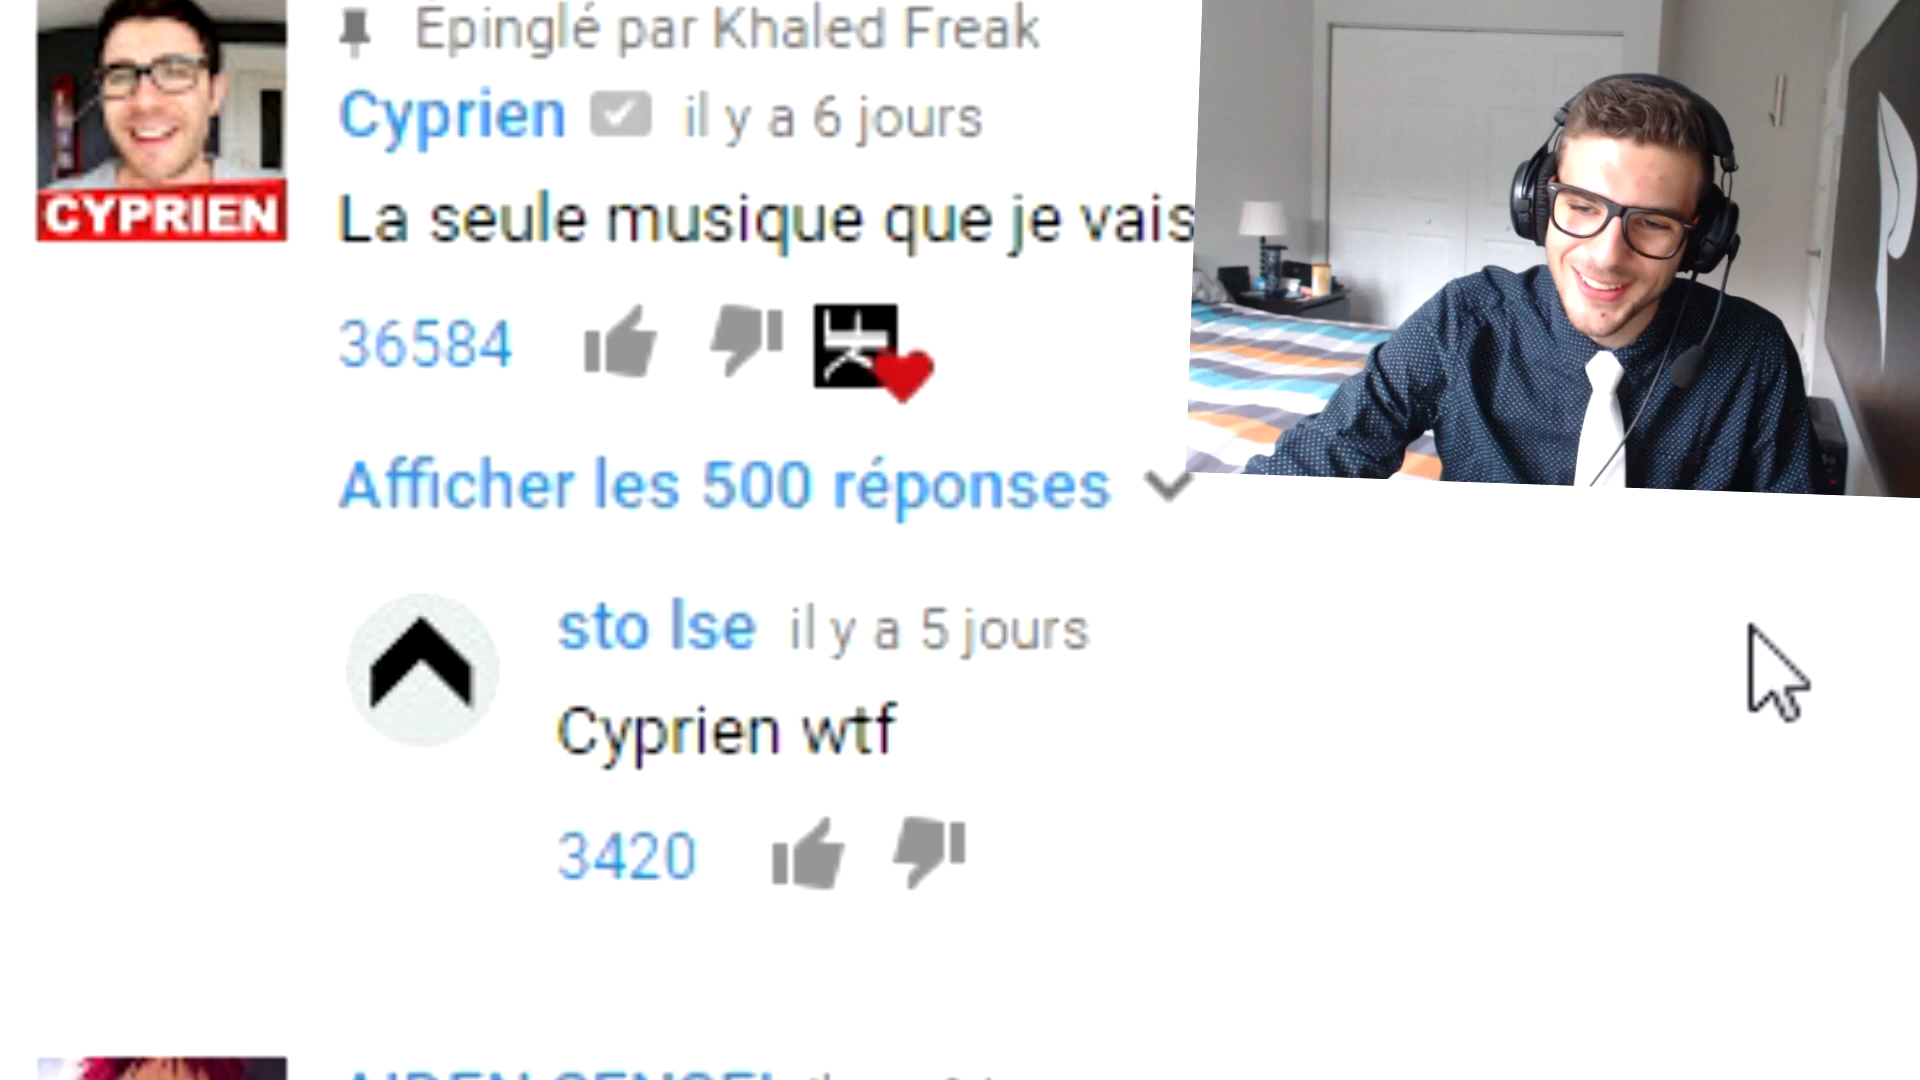 Épinglé par Khaled Freak
Cyprien il y a 6 jours
CYPRIEN
La seule musique que je vais
36584
Afficher les 500 réponses
sto lse il y a 5 jours
Cyprien wtf
3420